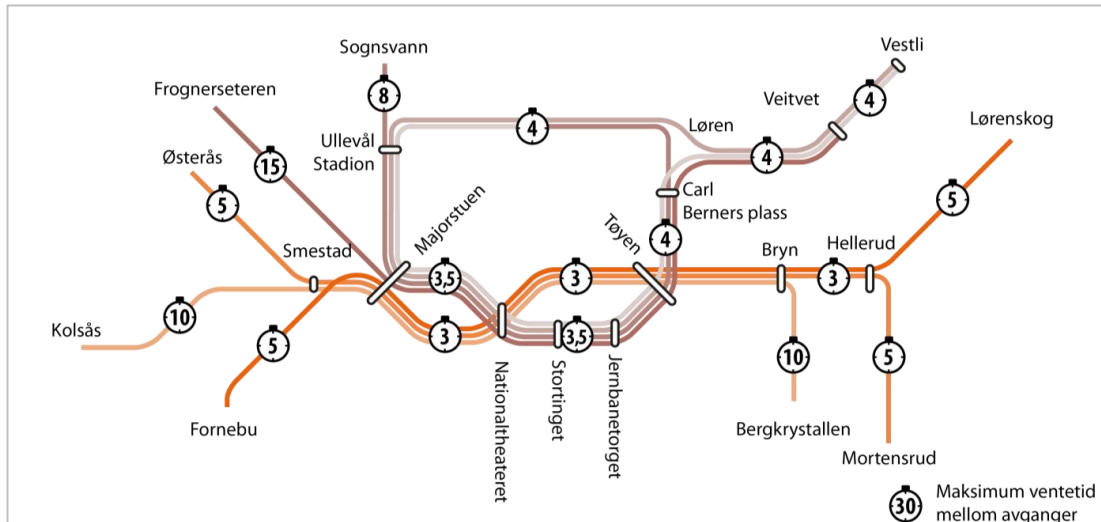 Sognsvann
Vestli
Frognerseteren
8
Veitvet
4
Lørenskog
4
Løren
Ullevål
Stadion
Østerås
15
4
5
Carl
Berners plass
5
Majorstuen
Tøyen
4
Smestad
Bryn
Hellerud
3,5
3
3
10
Kolsås
5
3
3,5
10
5
Nationaltheateret
Stortinget
Jernbanetorget
Fornebu
Bergkrystallen
Mortensrud
30
Maksimum ventetid
mellom avganger